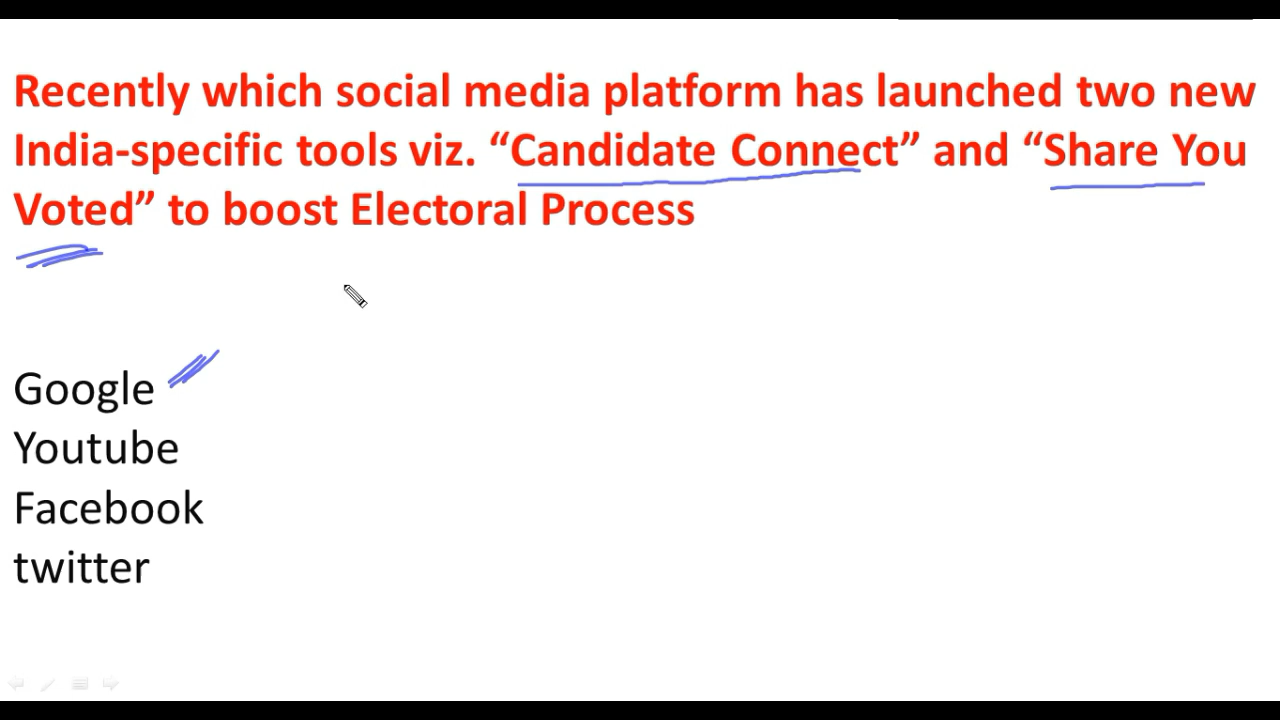 Recently which social media platform has launched two new
India-specific tools viz. “Candidate Connect” and “Share You
Voted” to boost Electoral Process
Google
Youtube
Facebook
twitter